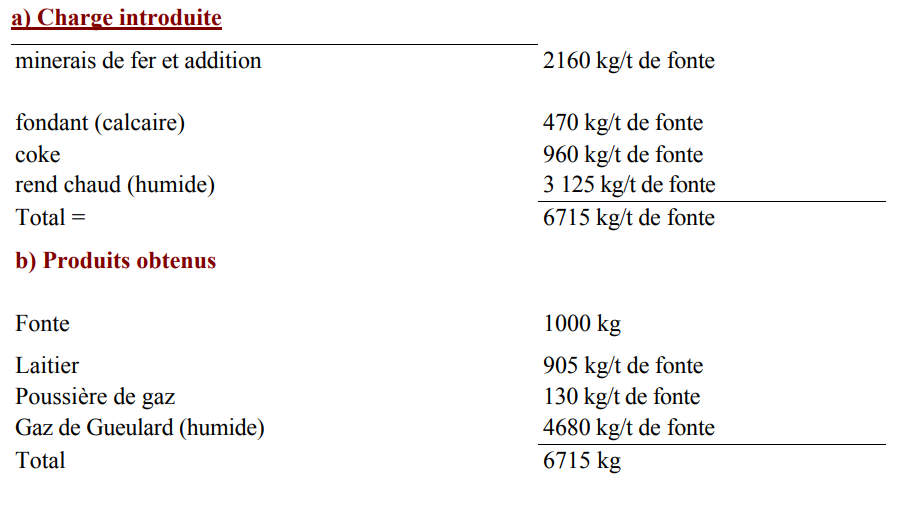 a) Charge introduite
minerais de fer et addition 2160 kg/t de fonte
fondant (calcaire) 470 kg/t de fonte
coke 960 kg/t de fonte
rend chaud (humide) 3 125 kg/t de fonte
Total = 6715 kg/t de fonte
b) Produits obtenus
Fonte 1000 kg
Laitier 905 kg/t de fonte
Poussière de gaz 130 kg/t de fonte
Gaz de Gueulard (humide) 4680 kg/t de fonte
Total 6715 kg